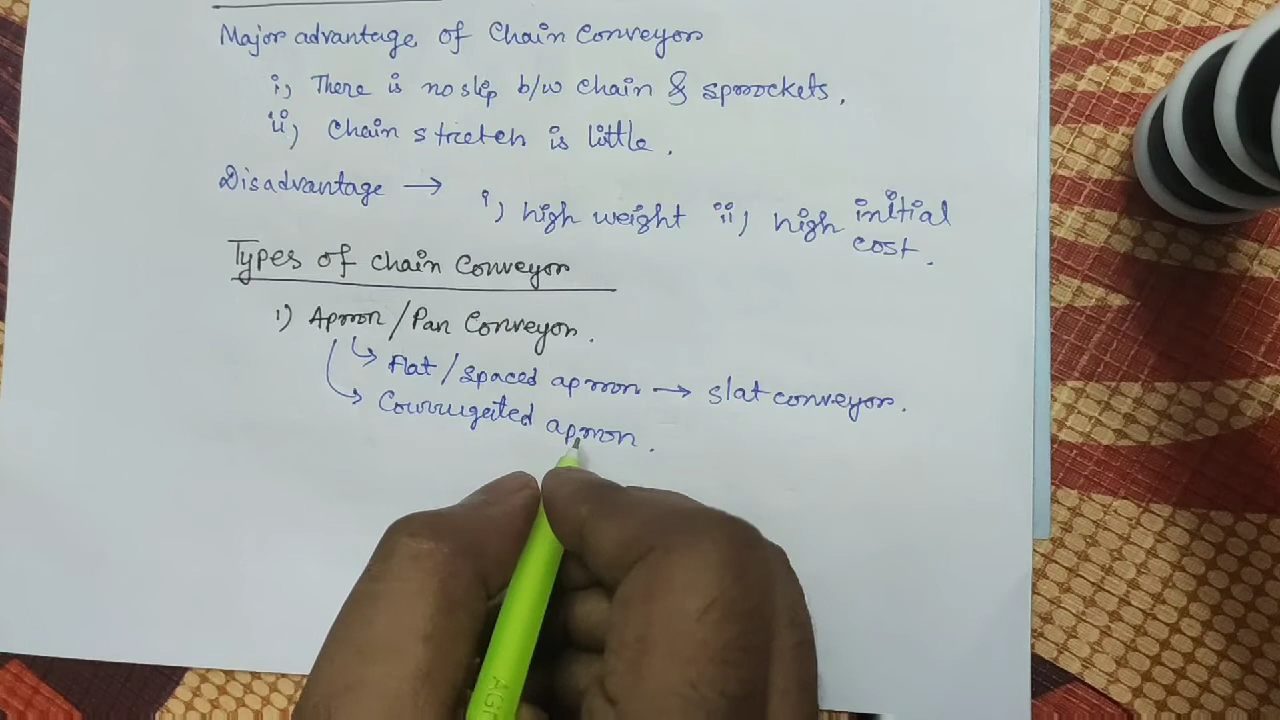 Major advantage of Chain Conveyor
i, There is no slip b/w chain & sprockets.
ii, Chain stretch is little.
Disadvantage → i, high weight ii, high initial cost.
Types of chain Conveyor
1) Apron/Pan Conveyor.
↳ Flat/spaced apron → slat conveyor.
↳ Corrugated apron.
AGI